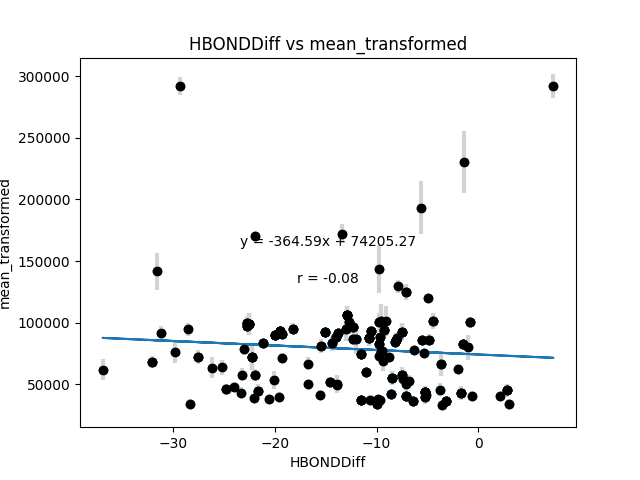 HBONDDiff vs mean_transformed
300000
250000
200000
150000
100000
50000
mean_transformed
y = -364.59x + 74205.27
r = -0.08
−30
−20
−10
0
HBONDDiff